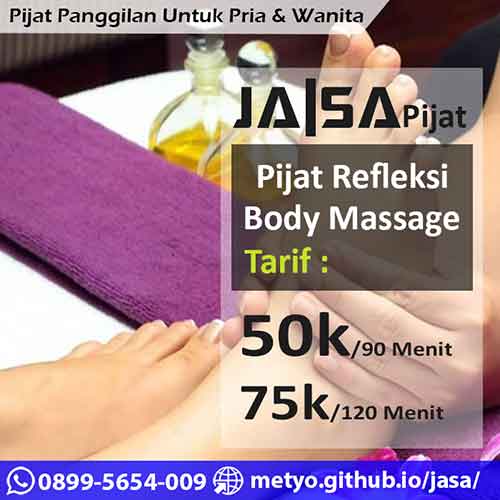 Pijat Panggilan Untuk Pria & Wanita
JA|SA Pijat
Pijat Refleksi
Body Massage
Tarif :
50k/90 Menit
75k/120 Menit
0899-5654-009 metyo.github.io/jasa/